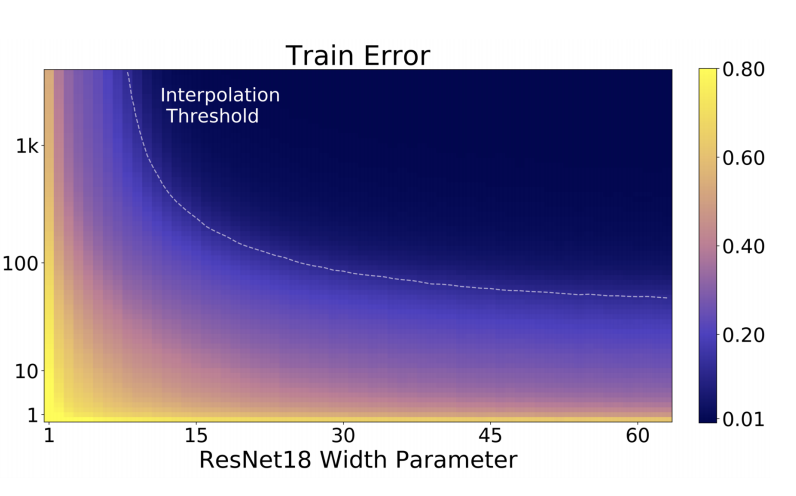 Train Error
Interpolation
Threshold
1k
100
10
1
1 15 30 45 60
ResNet18 Width Parameter
0.80
0.60
0.40
0.20
0.01